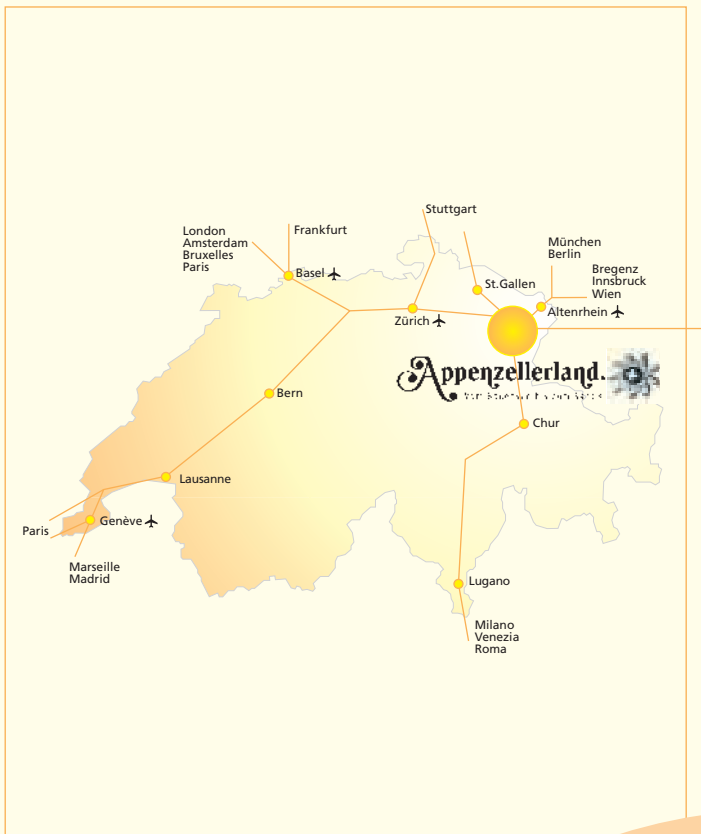 Stuttgart
London
Amsterdam
Bruxelles
Paris
Frankfurt
München
Berlin
Bregenz
Innsbruck
Wien
Basel
St.Gallen
Altenrhein
Zürich
Appenzellerland.
Bern
Chur
Lausanne
Genève
Paris
Marseille
Madrid
Lugano
Milano
Venezia
Roma